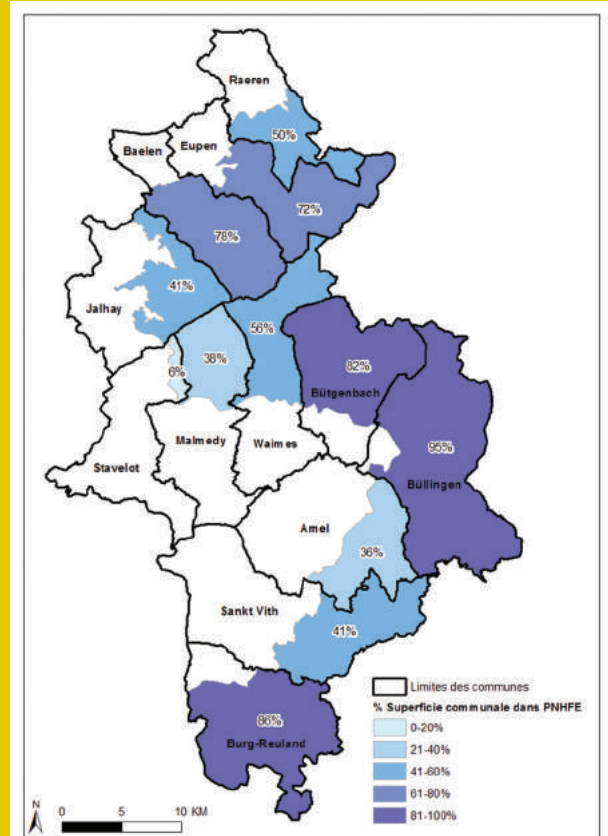 Raeren
50%
Eupen
Baelen
72%
78%
41%
Jalhay
56%
38%
6%
82%
Bütgenbach
Malmedy
Waimes
95%
Stavelot
Büllingen
Amel
36%
Sankt Vith
41%
86%
Burg-Reuland
Limites des communes
% Superficie communale dans PNHFE
0-20%
21-40%
41-60%
61-80%
81-100%
N
0 5 10 KM